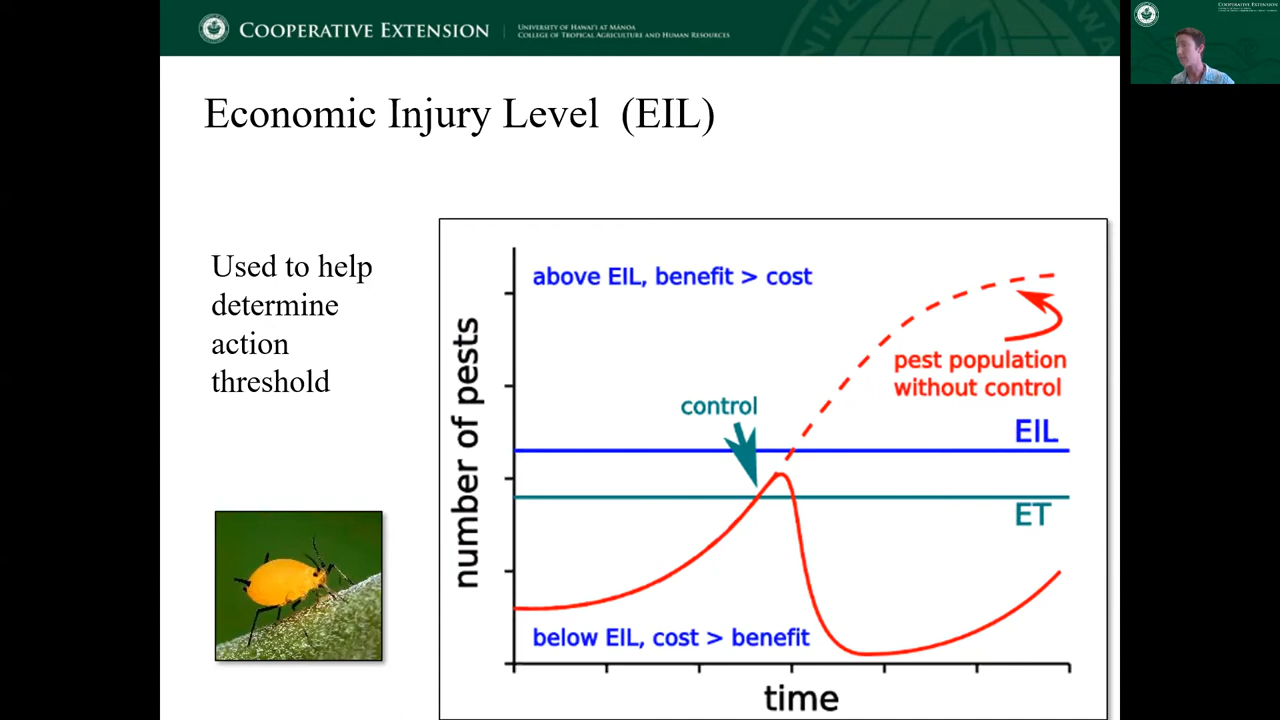 COOPERATIVE EXTENSION
UNIVERSITY OF HAWAI'I AT MĀNOA
COLLEGE OF TROPICAL AGRICULTURE AND HUMAN RESOURCES
Economic Injury Level (EIL)
Used to help
determine
action
threshold
above EIL, benefit > cost
pest population
without control
control
EIL
ET
number of pests
below EIL, cost > benefit
time
COOPERATIVE EXTENSION